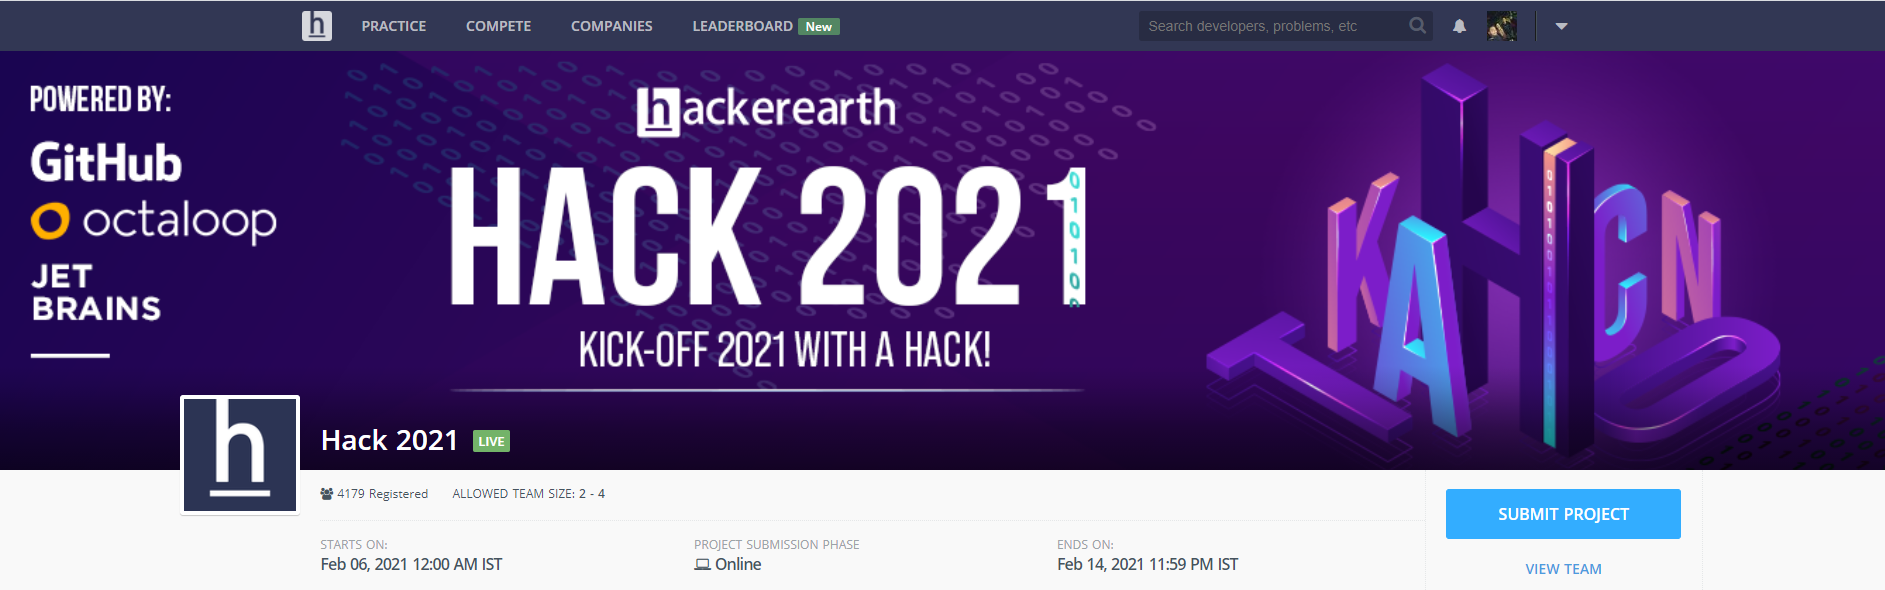 h PRACTICE COMPETE COMPANIES LEADERBOARD New Search developers, problems, etc
POWERED BY:
GitHub
octaloop
JET
BRAINS
hackerearth
HACK 2021
KICK-OFF 2021 WITH A HACK!
HACKATHON
h
Hack 2021 LIVE
4179 Registered ALLOWED TEAM SIZE: 2 - 4
STARTS ON:
Feb 06, 2021 12:00 AM IST
PROJECT SUBMISSION PHASE
Online
ENDS ON:
Feb 14, 2021 11:59 PM IST
SUBMIT PROJECT
VIEW TEAM